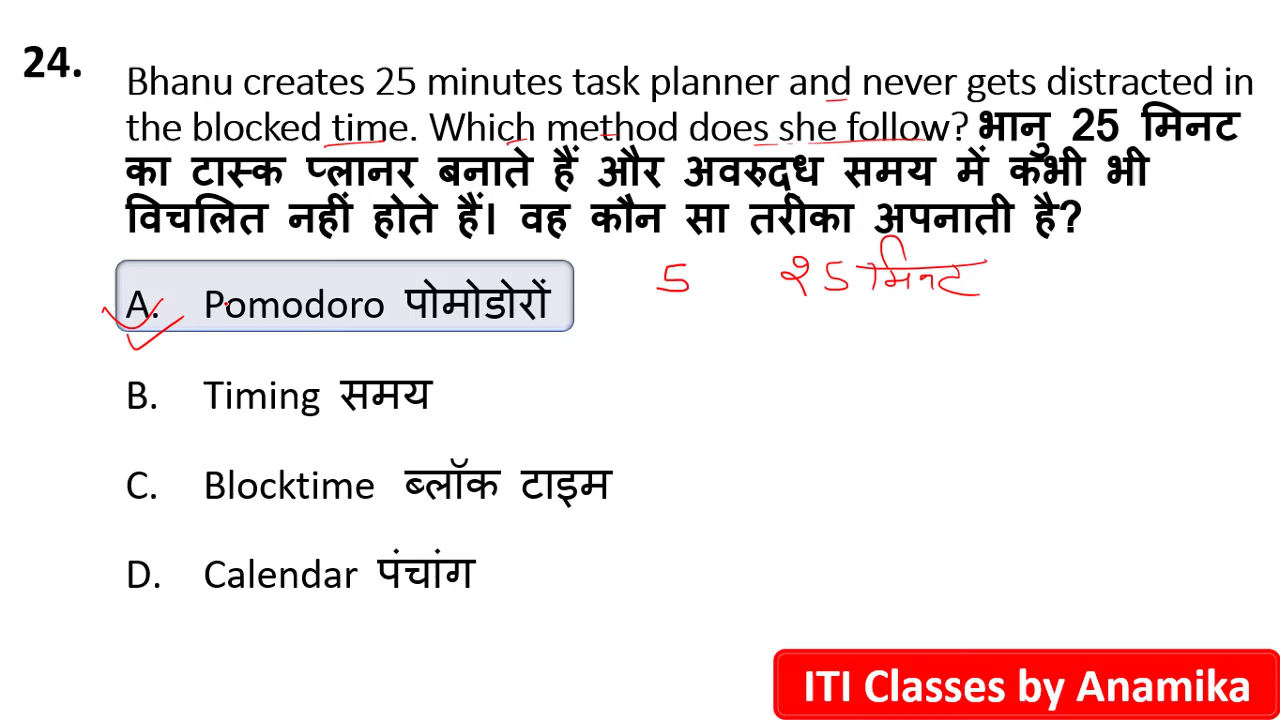 24.
Bhanu creates 25 minutes task planner and never gets distracted in
the blocked time. Which method does she follow? भानु 25 मिनट
का टास्क प्लानर बनाते हैं और अवरुद्ध समय में कभी भी
विचलित नहीं होते हैं। वह कौन सा तरीका अपनाती है?
5 २5 मिनट
A. Pomodoro पोमोडोरों
B. Timing समय
C. Blocktime ब्लॉक टाइम
D. Calendar पंचांग
ITI Classes by Anamika